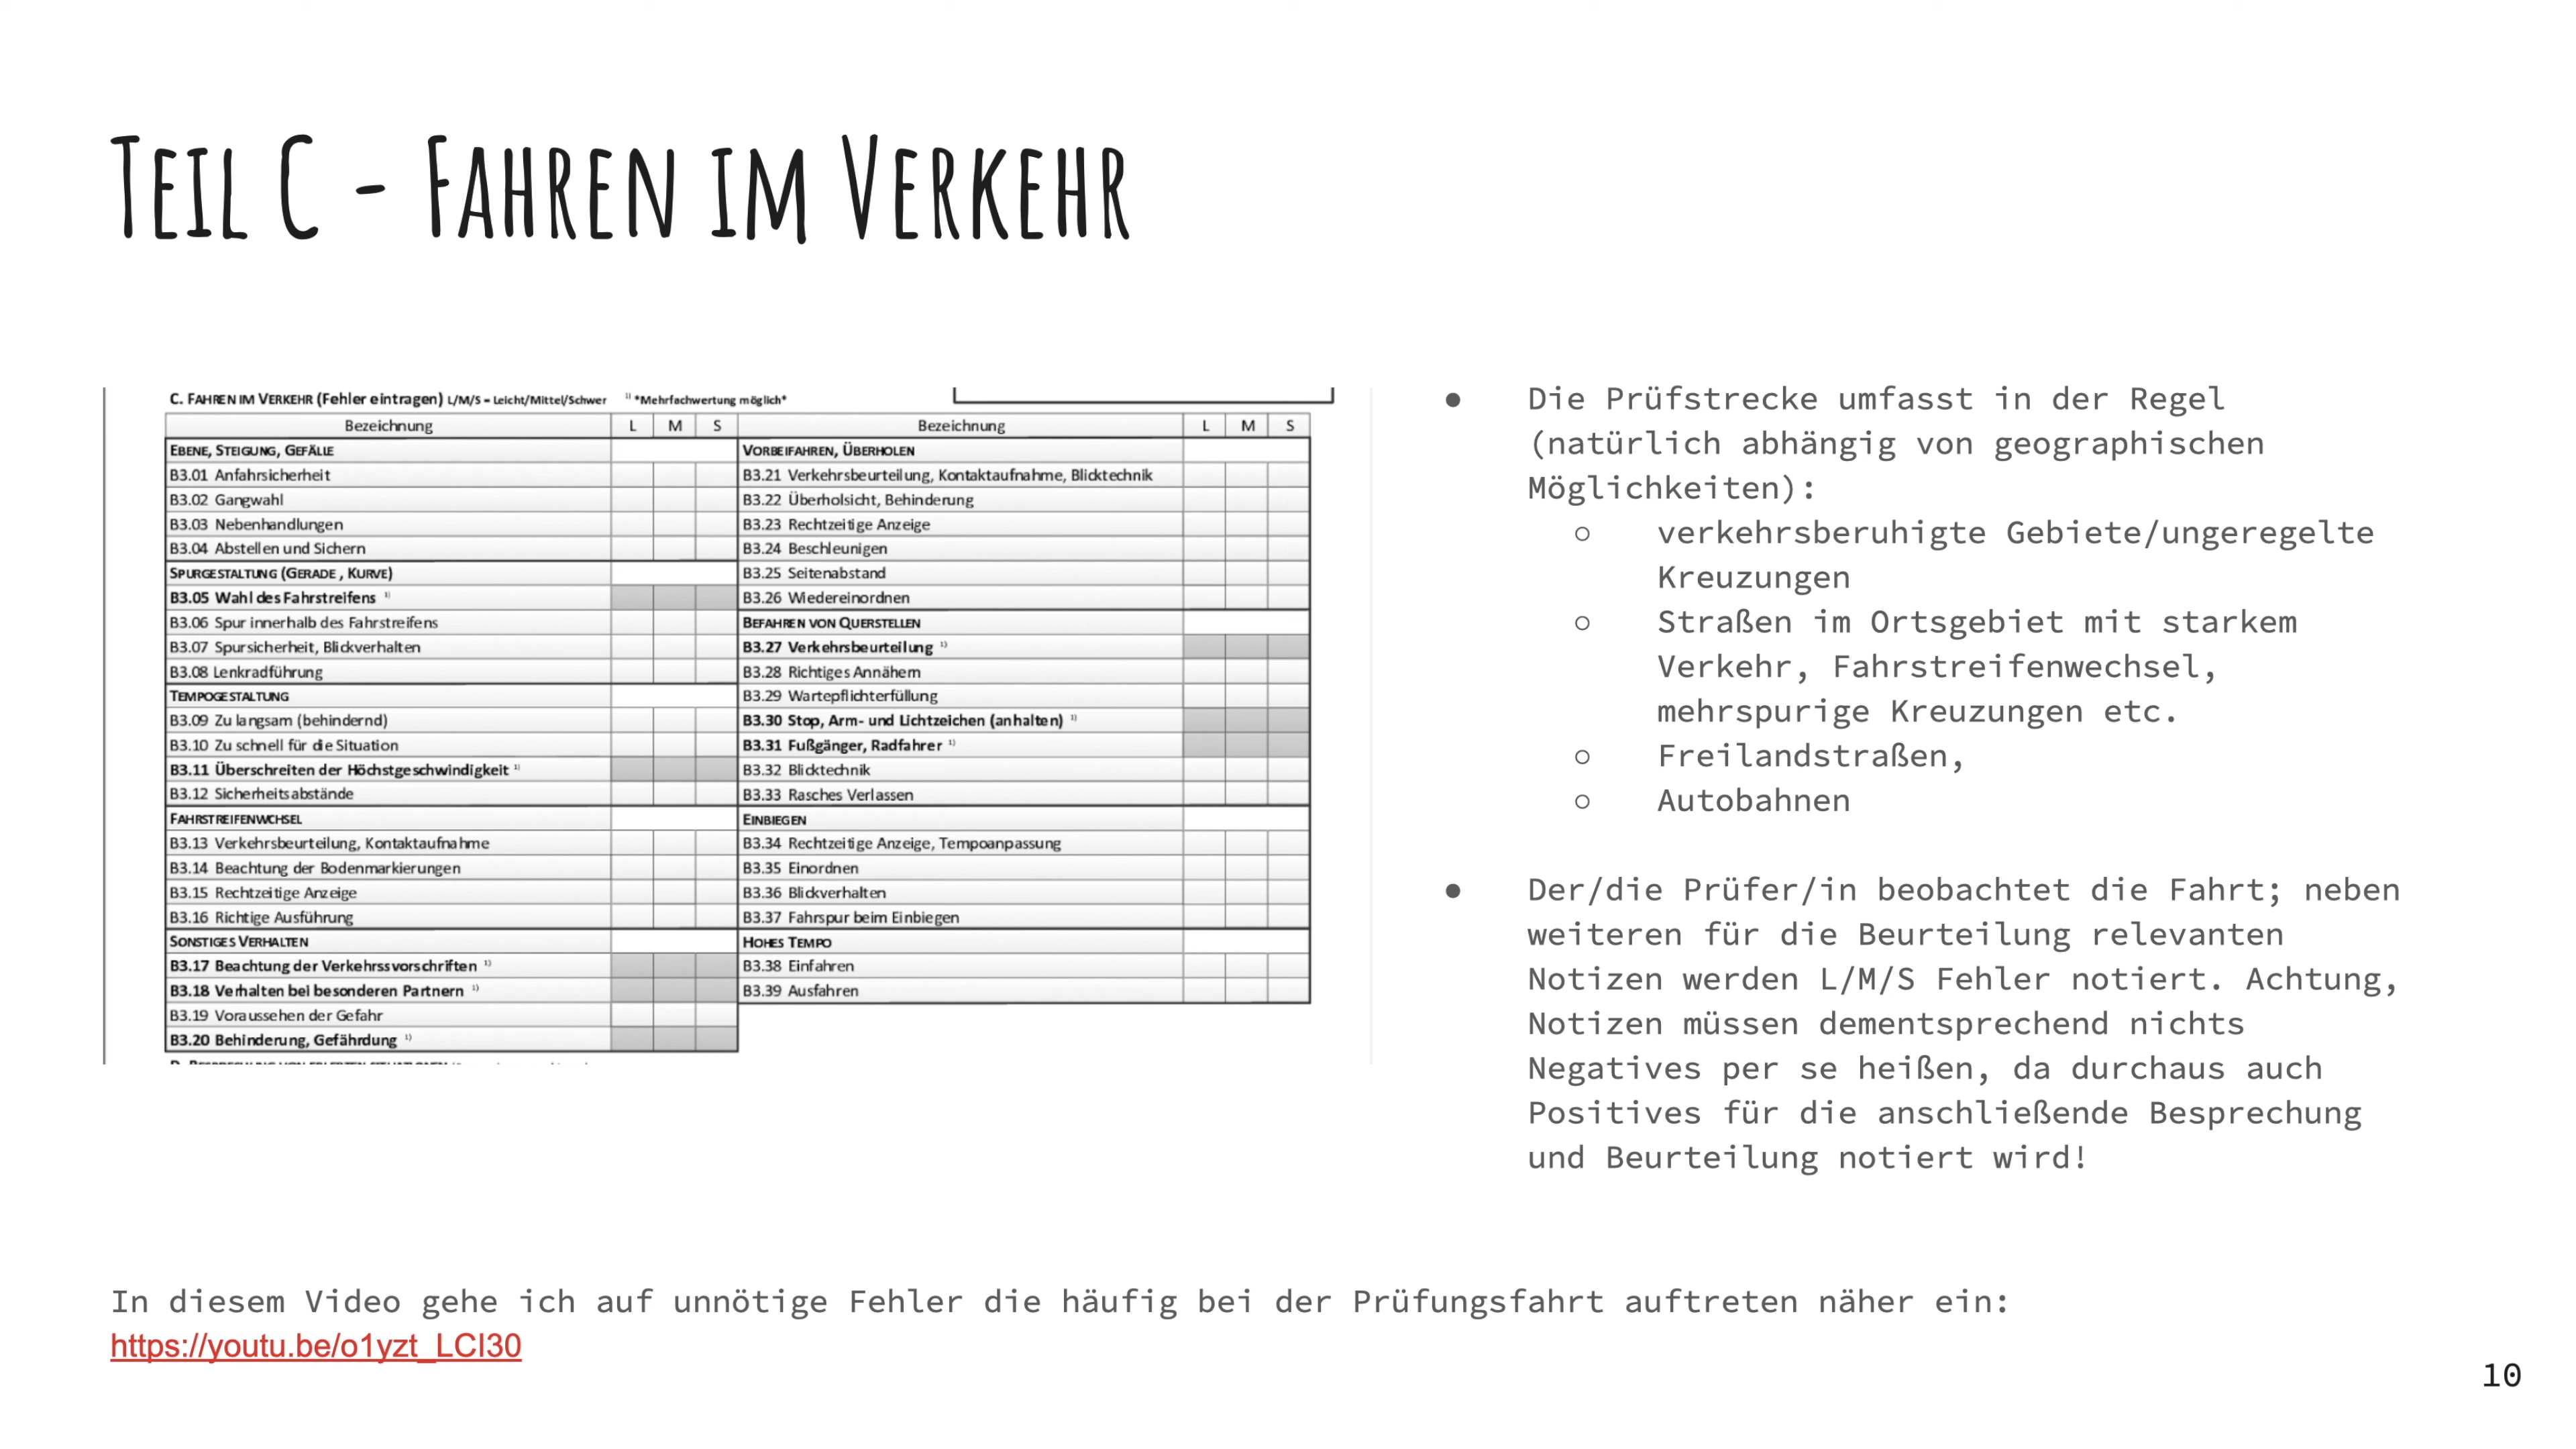 TEIL C - FAHREN IM VERKEHR
C. FAHREN IM VERKEHR (Fehler eintragen) L/M/S = Leicht/Mittel/Schwer 1) *Mehrfachwertung möglich*
Bezeichnung L M S
EBENE, STEIGUNG, GEFÄLLE
B3.01 Anfahrsicherheit
B3.02 Gangwahl
B3.03 Nebenhandlungen
B3.04 Abstellen und Sichern
SPURGESTALTUNG (GERADE, KURVE)
B3.05 Wahl des Fahrstreifens 1)
B3.06 Spur innerhalb des Fahrstreifens
B3.07 Spursicherheit, Blickverhalten
B3.08 Lenkradführung
TEMPOGESTALTUNG
B3.09 Zu langsam (behindernd)
B3.10 Zu schnell für die Situation
B3.11 Überschreiten der Höchstgeschwindigkeit 1)
B3.12 Sicherheitsabstände
FAHRSTREIFENWCHSEL
B3.13 Verkehrsbeurteilung, Kontaktaufnahme
B3.14 Beachtung der Bodenmarkierungen
B3.15 Rechtzeitige Anzeige
B3.16 Richtige Ausführung
SONSTIGES VERHALTEN
B3.17 Beachtung der Verkehrssvorschriften 1)
B3.18 Verhalten bei besonderen Partnern 1)
B3.19 Voraussehen der Gefahr
B3.20 Behinderung, Gefährdung 1)
Bezeichnung L M S
VORBEIFAHREN, ÜBERHOLEN
B3.21 Verkehrsbeurteilung, Kontaktaufnahme, Blicktechnik
B3.22 Überholsicht, Behinderung
B3.23 Rechtzeitige Anzeige
B3.24 Beschleunigen
B3.25 Seitenabstand
B3.26 Wiedereinordnen
BEFAHREN VON QUERSTELLEN
B3.27 Verkehrsbeurteilung 1)
B3.28 Richtiges Annähern
B3.29 Wartepflichterfüllung
B3.30 Stop, Arm- und Lichtzeichen (anhalten) 1)
B3.31 Fußgänger, Radfahrer 1)
B3.32 Blicktechnik
B3.33 Rasches Verlassen
EINBIEGEN
B3.34 Rechtzeitige Anzeige, Tempoanpassung
B3.35 Einordnen
B3.36 Blickverhalten
B3.37 Fahrspur beim Einbiegen
HOHES TEMPO
B3.38 Einfahren
B3.39 Ausfahren
● Die Prüfstrecke umfasst in der Regel
(natürlich abhängig von geographischen
Möglichkeiten):
○ verkehrsberuhigte Gebiete/ungeregelte
Kreuzungen
○ Straßen im Ortsgebiet mit starkem
Verkehr, Fahrstreifenwechsel,
mehrspurige Kreuzungen etc.
○ Freilandstraßen,
○ Autobahnen
● Der/die Prüfer/in beobachtet die Fahrt; neben
weiteren für die Beurteilung relevanten
Notizen werden L/M/S Fehler notiert. Achtung,
Notizen müssen dementsprechend nichts
Negatives per se heißen, da durchaus auch
Positives für die anschließende Besprechung
und Beurteilung notiert wird!
In diesem Video gehe ich auf unnötige Fehler die häufig bei der Prüfungsfahrt auftreten näher ein:
https://youtu.be/o1yzt_LCI30
10